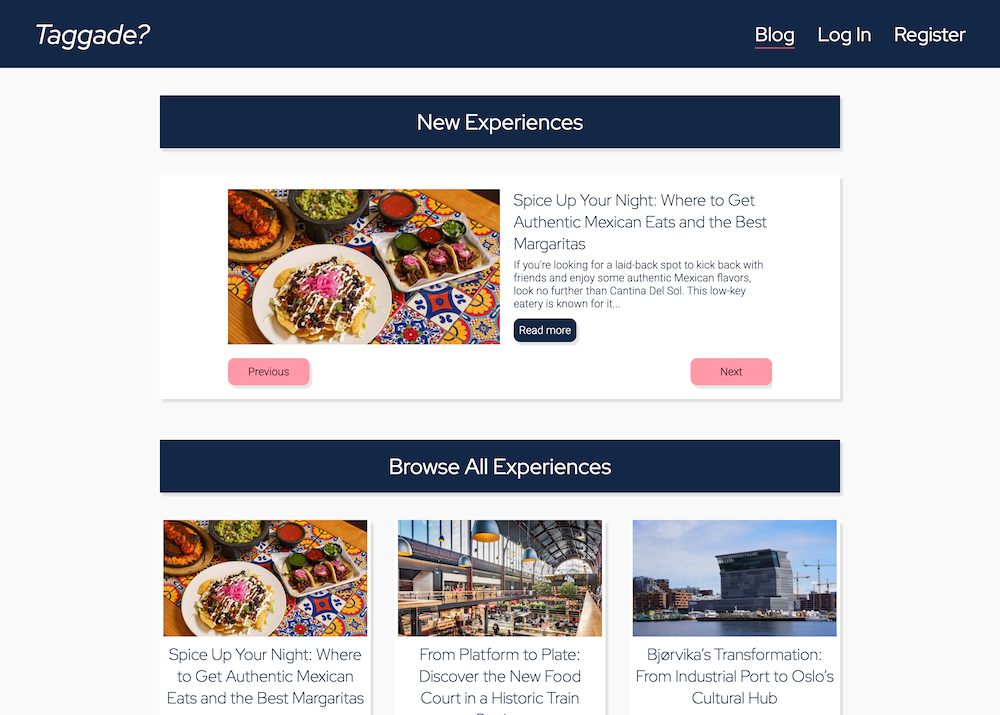 Taggade?
Blog
Log In
Register
New Experiences
Spice Up Your Night: Where to Get
Authentic Mexican Eats and the Best
Margaritas
If you're looking for a laid-back spot to kick back with
friends and enjoy some authentic Mexican flavors,
look no further than Cantina Del Sol. This low-key
eatery is known for it...
Read more
Previous
Next
Browse All Experiences
Spice Up Your Night: Where
to Get Authentic Mexican
Eats and the Best Margaritas
From Platform to Plate:
Discover the New Food
Court in a Historic Train
Bjørvika’s Transformation:
From Industrial Port to Oslo’s
Cultural Hub